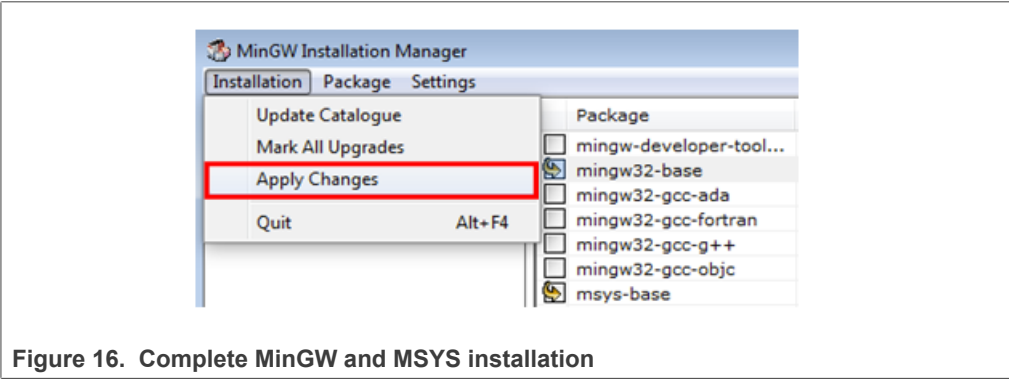 MinGW Installation Manager
Installation Package Settings
Update Catalogue
Mark All Upgrades
Apply Changes
Quit Alt+F4
Package
mingw-developer-tool...
mingw32-base
mingw32-gcc-ada
mingw32-gcc-fortran
mingw32-gcc-g++
mingw32-gcc-objc
msys-base
Figure 16. Complete MinGW and MSYS installation